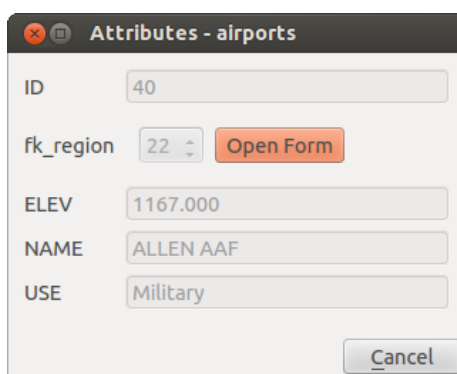 Attributes - airports
ID 40
fk_region 22 Open Form
ELEV 1167.000
NAME ALLEN AAF
USE Military
Cancel